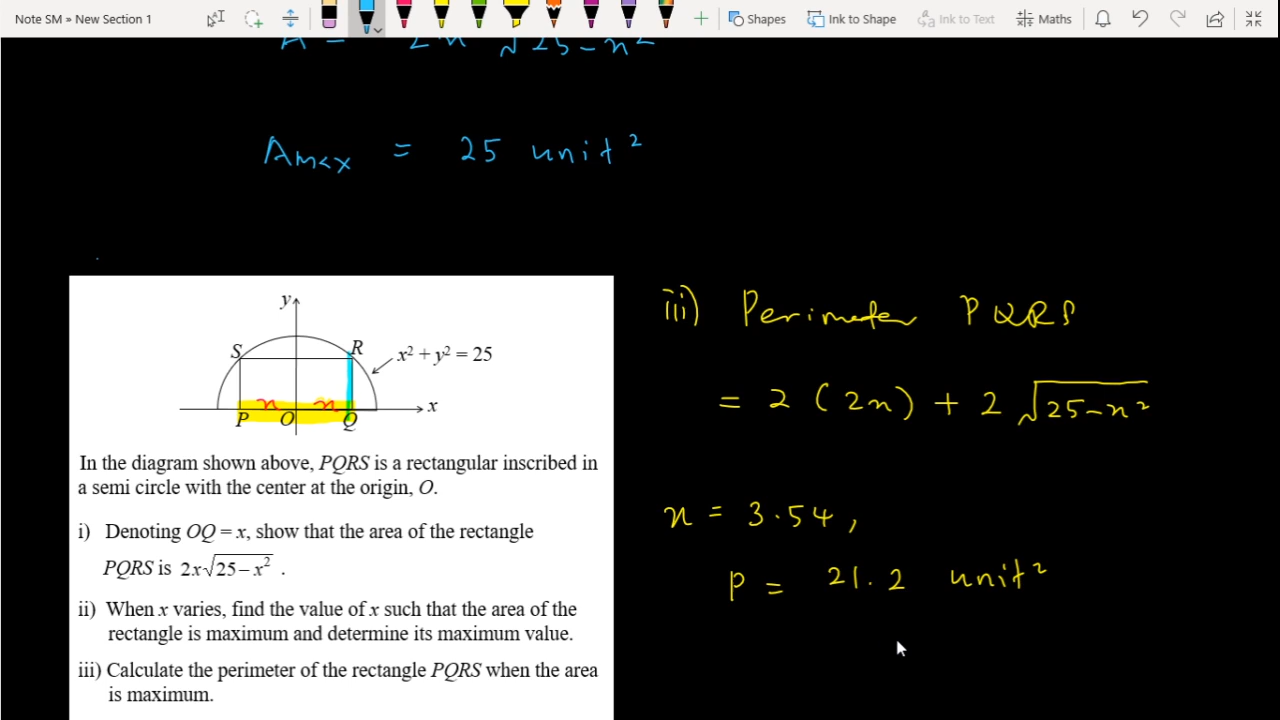 Note SM » New Section 1
Shapes Ink to Shape Ink to Text Maths
A = 2x √25-x²
Amax = 25 unit²
y
S R x² + y² = 25
x x
P O Q x
In the diagram shown above, PQRS is a rectangular inscribed in
a semi circle with the center at the origin, O.
i) Denoting OQ = x, show that the area of the rectangle
PQRS is 2x√25–x² .
ii) When x varies, find the value of x such that the area of the
rectangle is maximum and determine its maximum value.
iii) Calculate the perimeter of the rectangle PQRS when the area
is maximum.
iii) Perimeter PQRS
= 2 (2x) + 2 √25-x²
x = 3.54,
P = 21.2 unit²